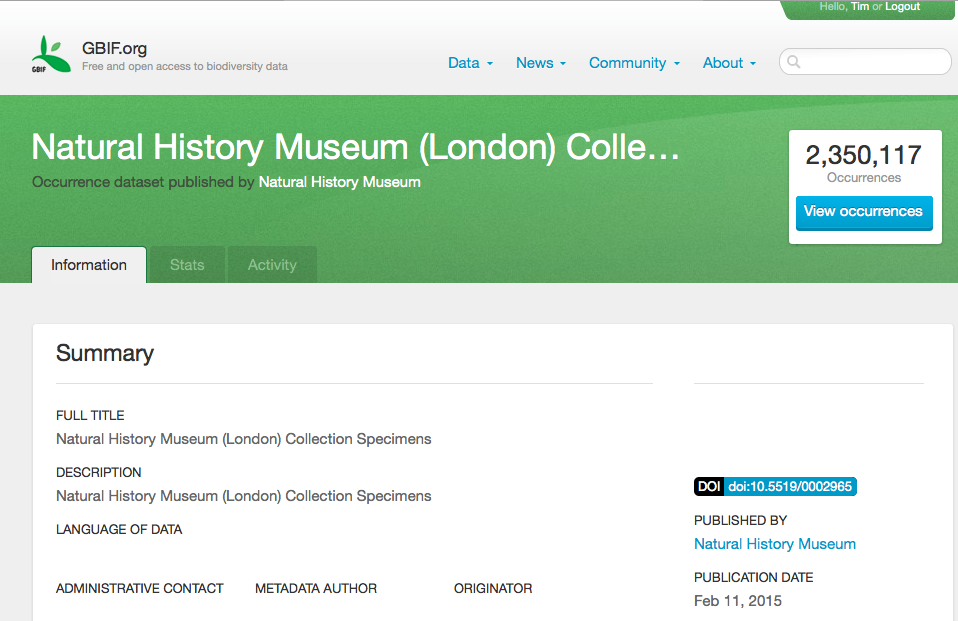 Hello, Tim or Logout
GBIF
GBIF.org
Free and open access to biodiversity data
Data News Community About
Natural History Museum (London) Colle...
Occurrence dataset published by Natural History Museum
2,350,117
Occurrences
View occurrences
Information Stats Activity
Summary
FULL TITLE
Natural History Museum (London) Collection Specimens
DESCRIPTION
Natural History Museum (London) Collection Specimens
LANGUAGE OF DATA
ADMINISTRATIVE CONTACT METADATA AUTHOR ORIGINATOR
DOI doi:10.5519/0002965
PUBLISHED BY
Natural History Museum
PUBLICATION DATE
Feb 11, 2015